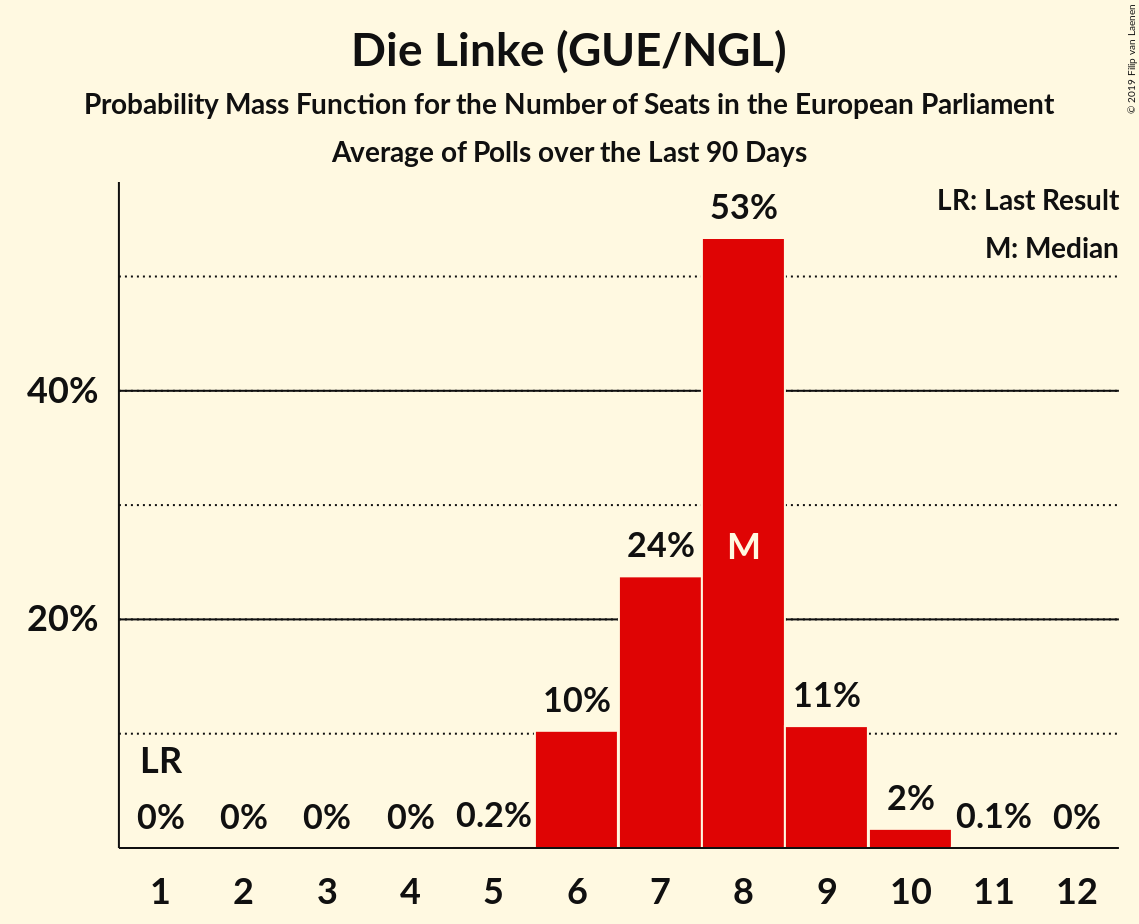 Die Linke (GUE/NGL)
Probability Mass Function for the Number of Seats in the European Parliament
Average of Polls over the Last 90 Days
© 2019 Filip van Laenen
LR: Last Result
M: Median
53%
40%
24%
M
20%
10%
11%
LR
0%
0%
0%
0%
0.2%
2%
0.1%
0%
1 2 3 4 5 6 7 8 9 10 11 12